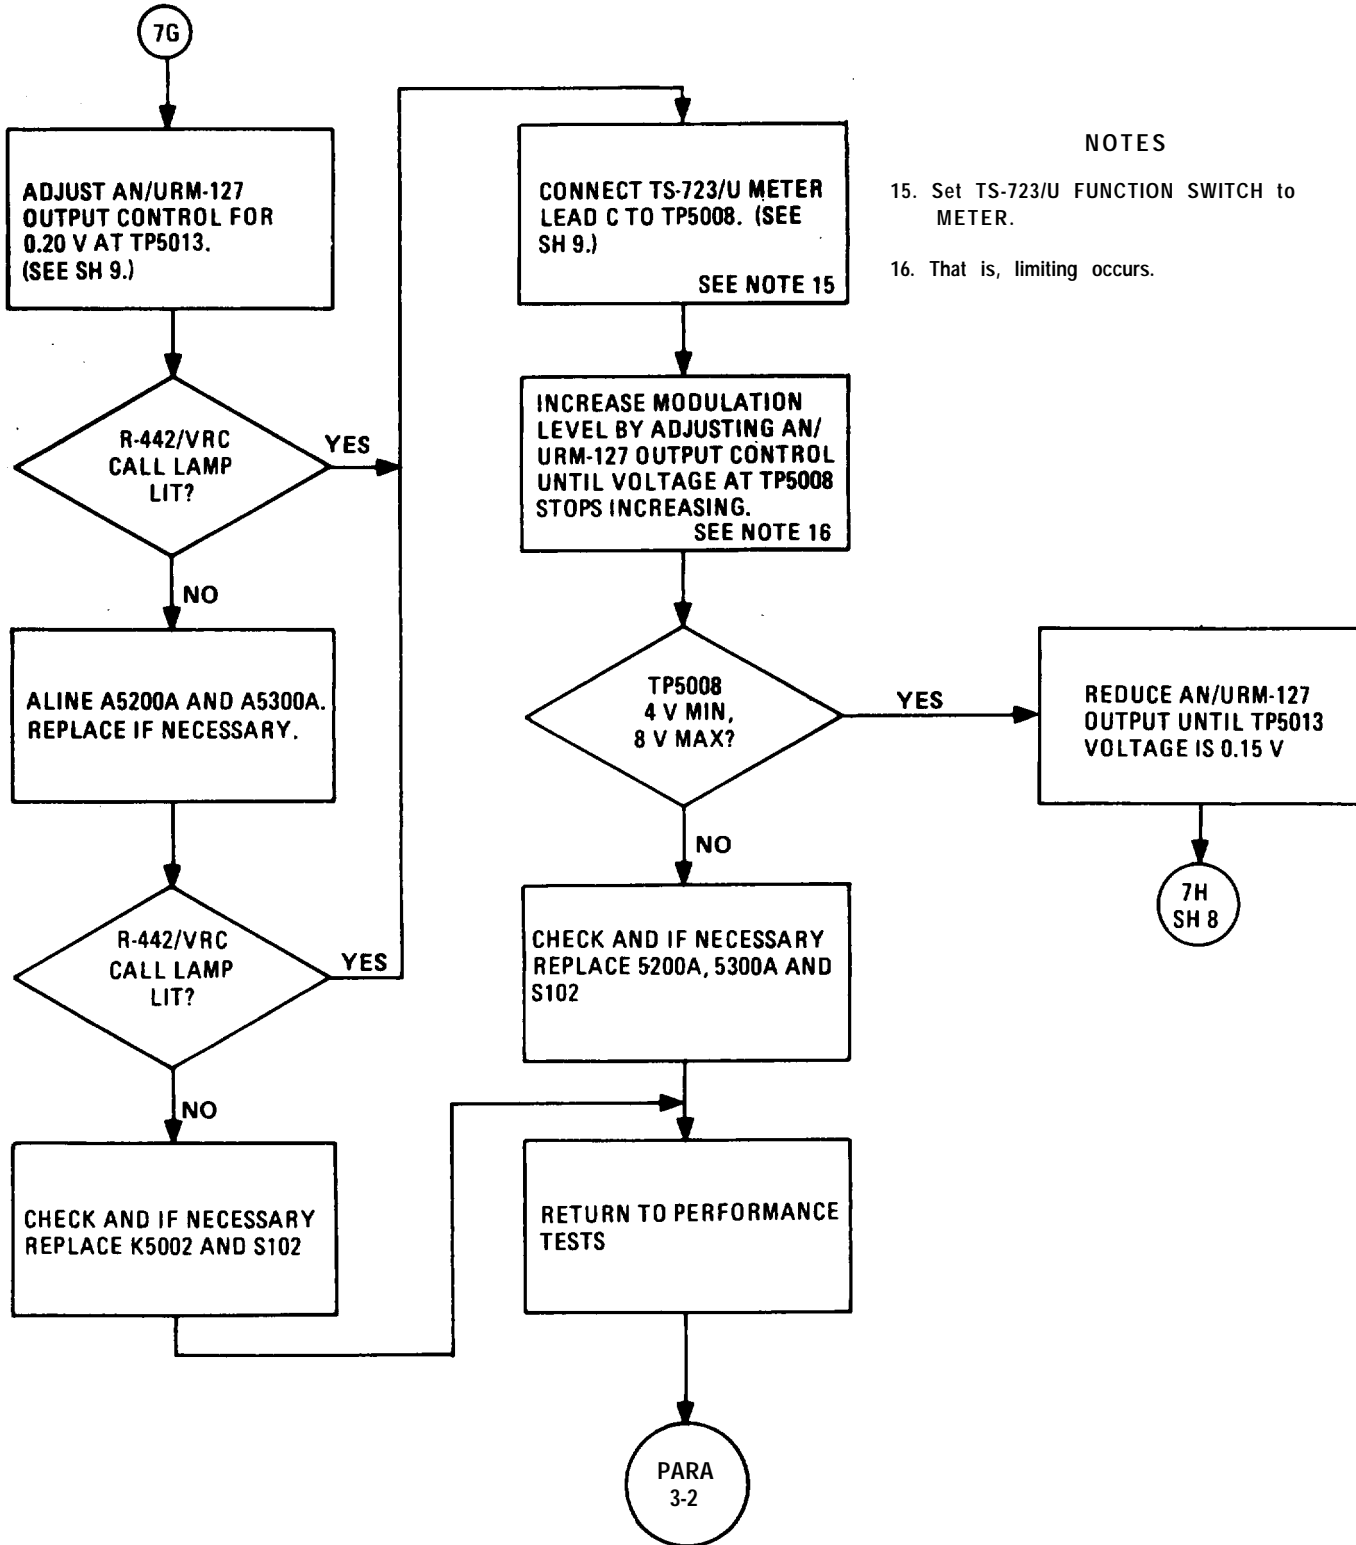 7G
ADJUST AN/URM-127
OUTPUT CONTROL FOR
0.20 V AT TP5013.
(SEE SH 9.)
R-442/VRC
CALL LAMP
LIT?
YES
NO
ALINE A5200A AND A5300A.
REPLACE IF NECESSARY.
R-442/VRC
CALL LAMP
LIT?
YES
NO
CHECK AND IF NECESSARY
REPLACE K5002 AND S102
CONNECT TS-723/U METER
LEAD C TO TP5008. (SEE
SH 9.)
SEE NOTE 15
INCREASE MODULATION
LEVEL BY ADJUSTING AN/
URM-127 OUTPUT CONTROL
UNTIL VOLTAGE AT TP5008
STOPS INCREASING.
SEE NOTE 16
TP5008
4 V MIN,
8 V MAX?
YES
NO
CHECK AND IF NECESSARY
REPLACE 5200A, 5300A AND
S102
RETURN TO PERFORMANCE
TESTS
PARA
3-2
REDUCE AN/URM-127
OUTPUT UNTIL TP5013
VOLTAGE IS 0.15 V
7H
SH 8
NOTES
15. Set TS-723/U FUNCTION SWITCH to
METER.
16. That is, limiting occurs.